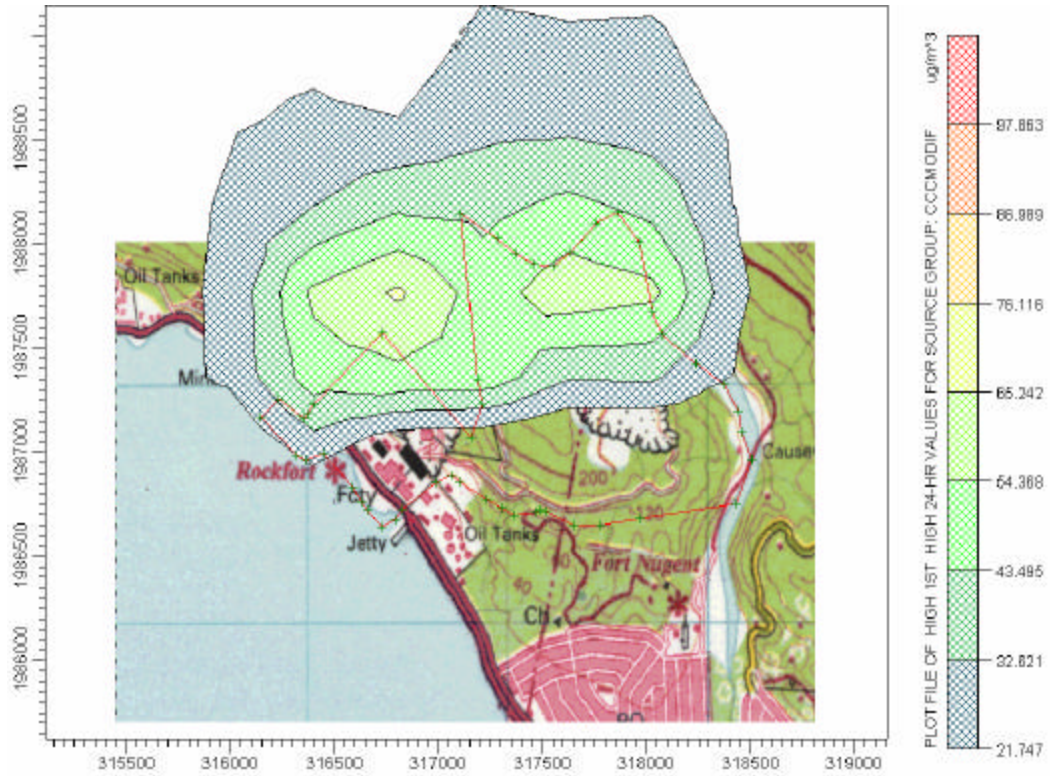 1988500
1988000
1987500
1987000
1986500
1986000
315500 316000 316500 317000 317500 318000 318500 319000
Oil Tanks
Rockfort
Fcty
Jetty
Oil Tanks
Fort Nugent
Ch
200
120
40
PLOT FILE OF HIGH 1ST HIGH 24-HR VALUES FOR SOURCE GROUP: CCCMODIF ug/m^3
97.863
86.989
76.116
65.242
54.368
43.495
32.621
21.747